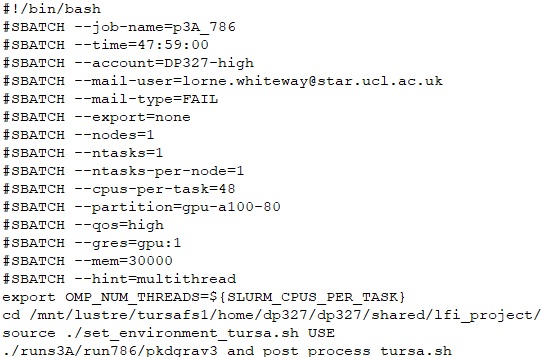 #!/bin/bash
#SBATCH --job-name=p3A_786
#SBATCH --time=47:59:00
#SBATCH --account=DP327-high
#SBATCH --mail-user=lorne.whiteway@star.ucl.ac.uk
#SBATCH --mail-type=FAIL
#SBATCH --export=none
#SBATCH --nodes=1
#SBATCH --ntasks=1
#SBATCH --ntasks-per-node=1
#SBATCH --cpus-per-task=48
#SBATCH --partition=gpu-a100-80
#SBATCH --qos=high
#SBATCH --gres=gpu:1
#SBATCH --mem=30000
#SBATCH --hint=multithread
export OMP_NUM_THREADS=${SLURM_CPUS_PER_TASK}
cd /mnt/lustre/tursafs1/home/dp327/dp327/shared/lfi_project/
source ./set_environment_tursa.sh USE
./runs3A/run786/pkdgrav3_and_post_process_tursa.sh